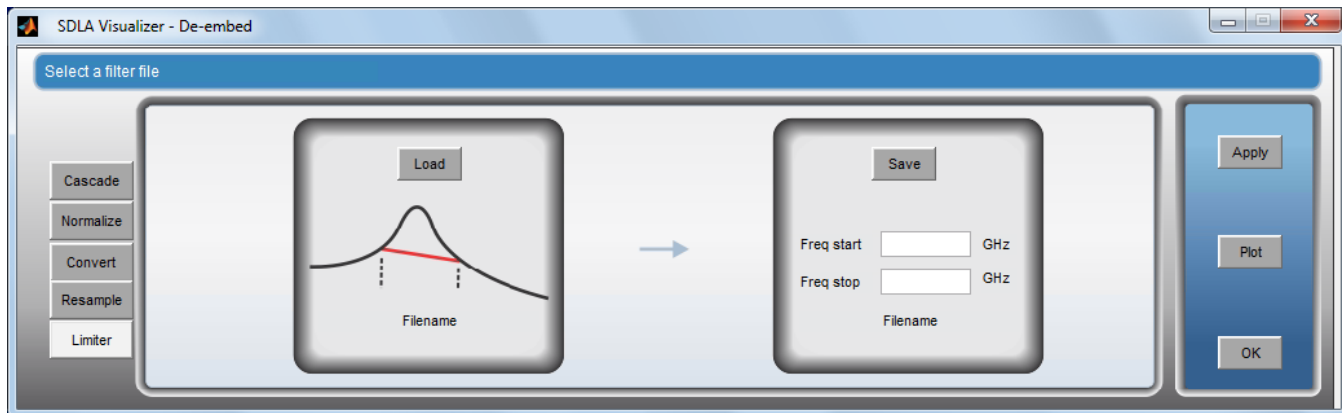 SDLA Visualizer - De-embed
Select a filter file
Cascade
Normalize
Convert
Resample
Limiter
Load
Filename
Save
Freq start GHz
Freq stop GHz
Filename
Apply
Plot
OK